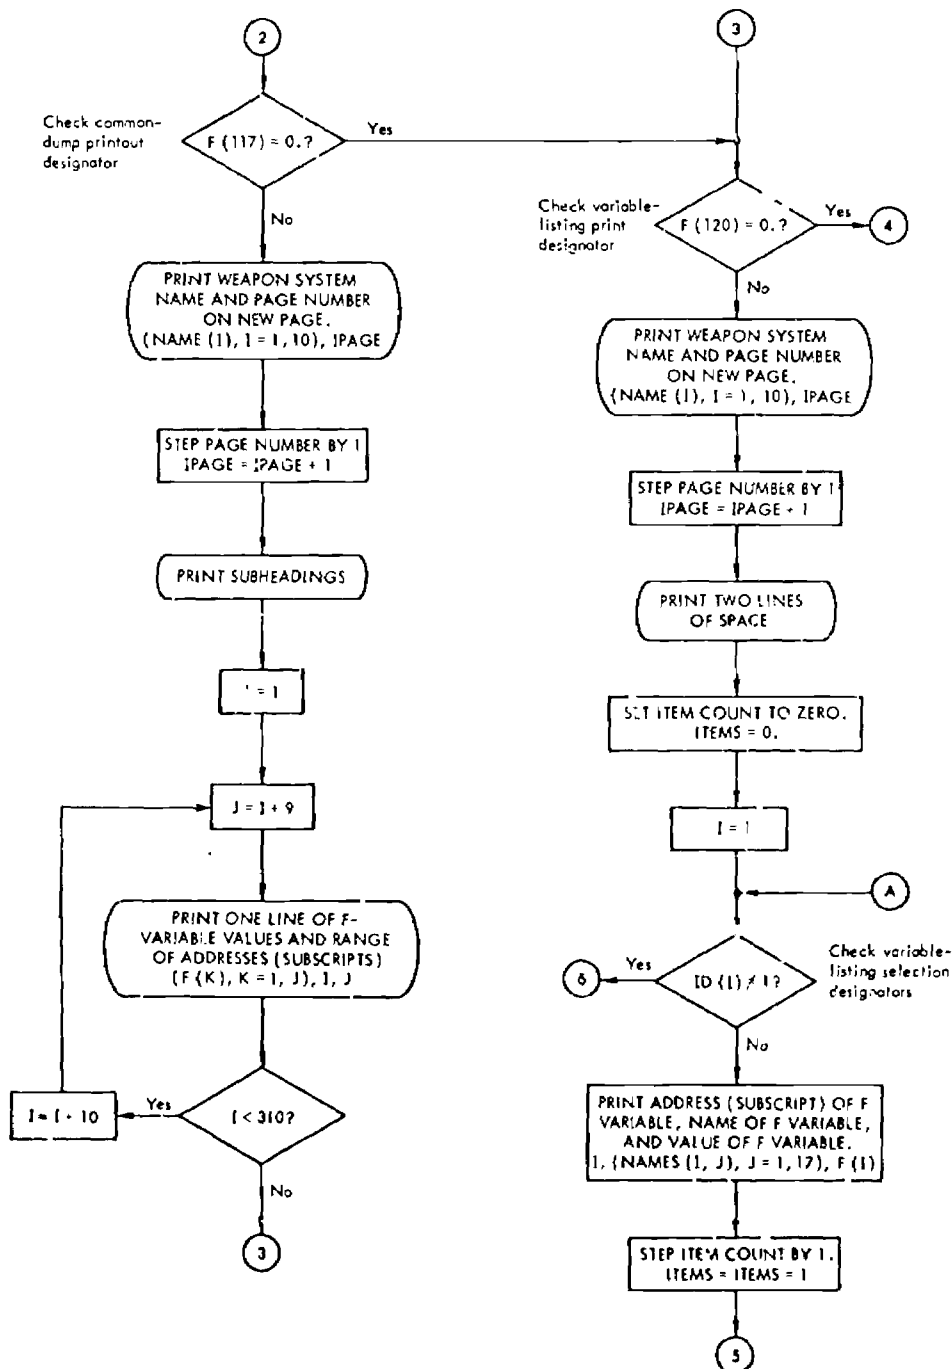 2
Check common-
dump printout
designator
F (117) = 0.?
Yes
No
PRINT WEAPON SYSTEM
NAME AND PAGE NUMBER
ON NEW PAGE.
(NAME (I), I = 1, 10), IPAGE
STEP PAGE NUMBER BY 1
IPAGE = IPAGE + 1
PRINT SUBHEADINGS
= 1
J = I + 9
PRINT ONE LINE OF F-
VARIABLE VALUES AND RANGE
OF ADDRESSES (SUBSCRIPTS)
(F (K), K = 1, J), I, J
I < 310?
Yes
I = I + 10
No
3
3
Check variable-
listing print
designator
F (120) = 0.?
Yes
4
No
PRINT WEAPON SYSTEM
NAME AND PAGE NUMBER
ON NEW PAGE.
(NAME (I), I = 1, 10), IPAGE
STEP PAGE NUMBER BY 1
IPAGE = IPAGE + 1
PRINT TWO LINES
OF SPACE
SET ITEM COUNT TO ZERO.
ITEMS = 0.
I = 1
A
Check variable-
listing selection
designators
ID (I) ≠ 1?
Yes
6
No
PRINT ADDRESS (SUBSCRIPT) OF F
VARIABLE, NAME OF F VARIABLE,
AND VALUE OF F VARIABLE.
I, (NAMES (I, J), J = 1, 17), F (I)
STEP ITEM COUNT BY 1.
ITEMS = ITEMS = 1
5